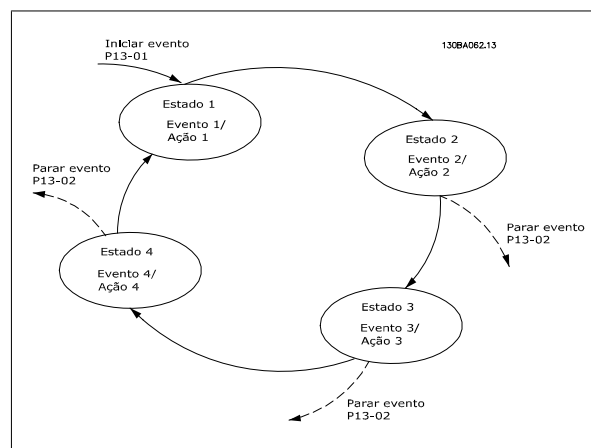 Iniciar evento
P13-01
130BA062.13
Estado 1
Evento 1/
Ação 1
Estado 2
Evento 2/
Ação 2
Parar evento
P13-02
Estado 3
Evento 3/
Ação 3
Parar evento
P13-02
Estado 4
Evento 4/
Ação 4
Parar evento
P13-02